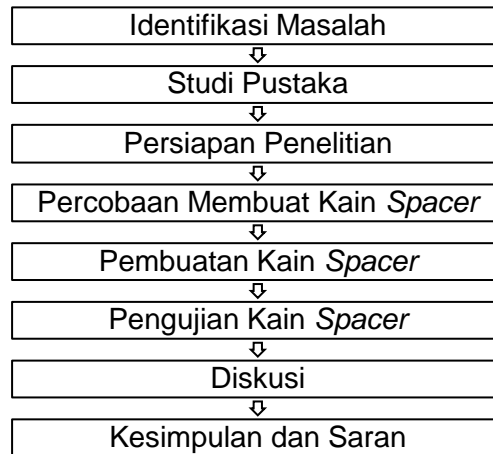 Identifikasi Masalah
Studi Pustaka
Persiapan Penelitian
Percobaan Membuat Kain Spacer
Pembuatan Kain Spacer
Pengujian Kain Spacer
Diskusi
Kesimpulan dan Saran